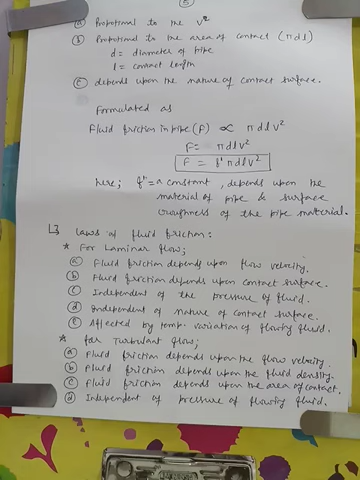 (a) Propotional to the v²
(b) Propotional to the area of contact (πdl)
d = diameter of pipe
l = contact length
(c) depends upon the nature of contact surface.
Formulated as
Fluid friction in pipe (F) ∝ πdlv²
F = πdlv²
F = f'' πdlv²
here; f'' = a constant, depends upon the
material of pipe & surface
roughness of the pipe material.
Laws of fluid friction:
* For Laminar flow;
(a) Fluid friction depends upon flow velocity.
(b) Fluid friction depends upon contact surface.
(c) Independent of the pressure of fluid.
(d) Independent of nature of contact surface.
(e) Affected by temp. variation of flowing fluid.
* for Turbulant flow;
(a) Fluid friction depends upon the flow velocity.
(b) Fluid friction depends upon the fluid density.
(c) Fluid friction depends upon the area of contact.
(d) Independent of pressure of flowing fluid.